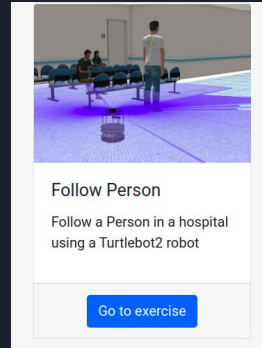 Follow Person
Follow a Person in a hospital
using a Turtlebot2 robot
Go to exercise